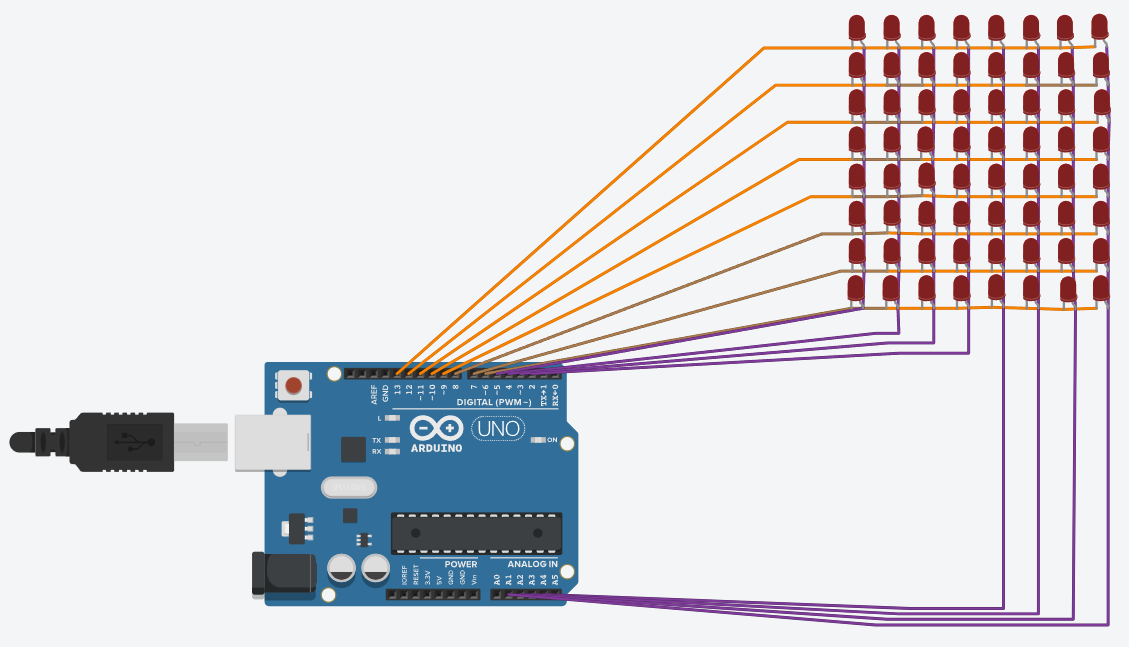 AREF
GND
13
12
~11
~10
~9
8
7
~6
~5
4
~3
2
TX→1
RX←0
DIGITAL (PWM~)
L
TX
RX
ARDUINO
UNO
ON
POWER
ANALOG IN
IOREF
RESET
3.3V
5V
GND
GND
Vin
A0
A1
A2
A3
A4
A5